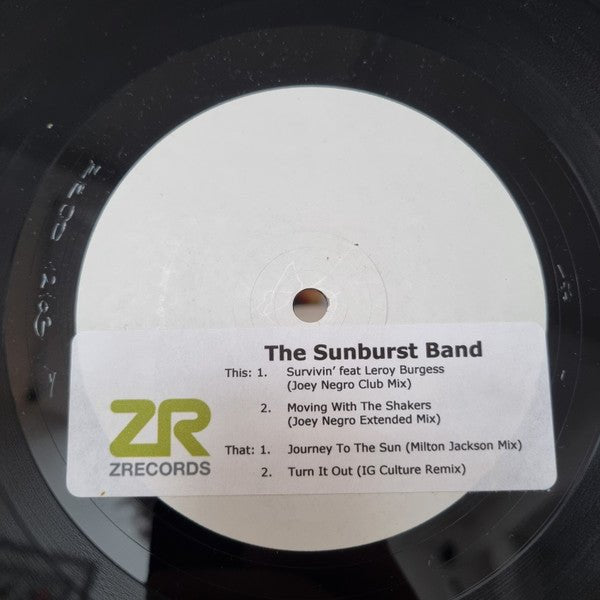 The Sunburst Band
This: 1. Survivin' feat Leroy Burgess
(Joey Negro Club Mix)
2. Moving With The Shakers
(Joey Negro Extended Mix)
That: 1. Journey To The Sun (Milton Jackson Mix)
2. Turn It Out (IG Culture Remix)
ZR
ZRECORDS